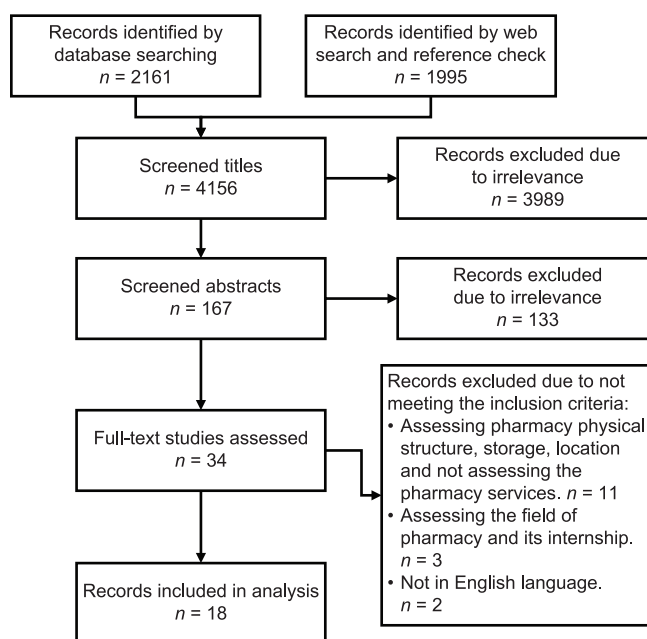 Records identified by
database searching
n = 2161
Records identified by web
search and reference check
n = 1995
Screened titles
n = 4156
Records excluded due
to irrelevance
n = 3989
Screened abstracts
n = 167
Records excluded
due to irrelevance
n = 133
Full-text studies assessed
n = 34
Records excluded due to not
meeting the inclusion criteria:
• Assessing pharmacy physical
structure, storage, location
and not assessing the
pharmacy services. n = 11
• Assessing the field of
pharmacy and its internship.
n = 3
• Not in English language.
n = 2
Records included in analysis
n = 18